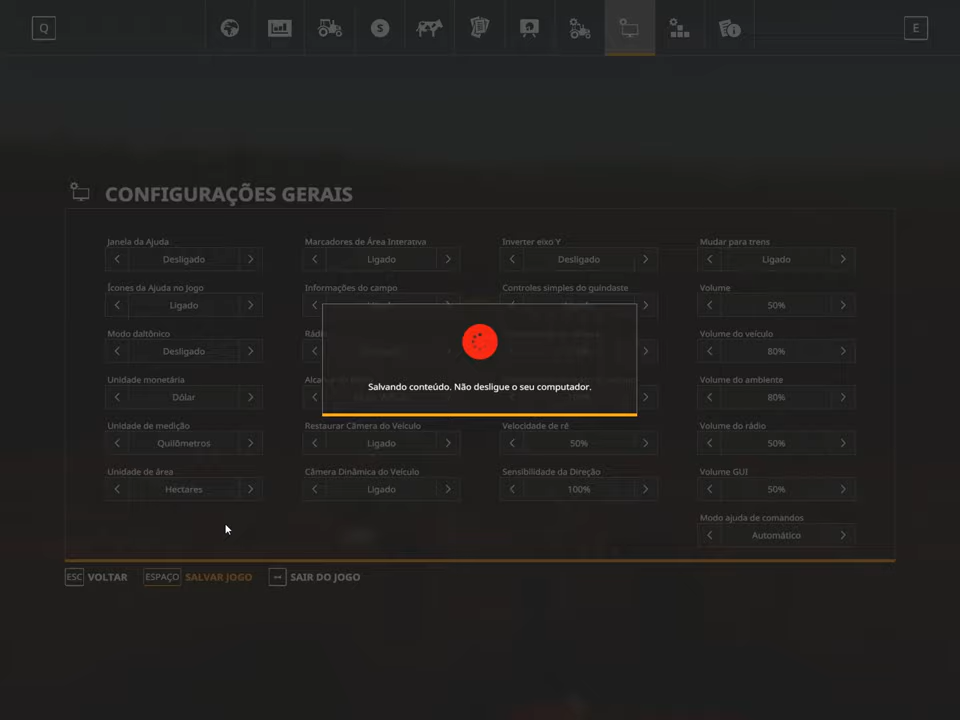 Q
E
CONFIGURAÇÕES GERAIS
Janela da Ajuda
Marcadores de Área Interativa
Inverter eixo Y
Mudar para trens
Desligado
Ligado
Desligado
Ligado
Ícones da Ajuda no Jogo
Informações do campo
Controles simples do guindaste
Volume
Ligado
50%
Modo daltônico
Volume do veículo
Desligado
80%
Salvando conteúdo. Não desligue o seu computador.
Unidade monetária
Volume do ambiente
Dólar
80%
Unidade de medição
Restaurar Câmera do Veículo
Velocidade de ré
Volume do rádio
Quilômetros
Ligado
50%
50%
Unidade de área
Câmera Dinâmica do Veículo
Sensibilidade da Direção
Volume GUI
Hectares
Ligado
100%
50%
Modo ajuda de comandos
Automático
ESC VOLTAR
ESPAÇO SALVAR JOGO
SAIR DO JOGO